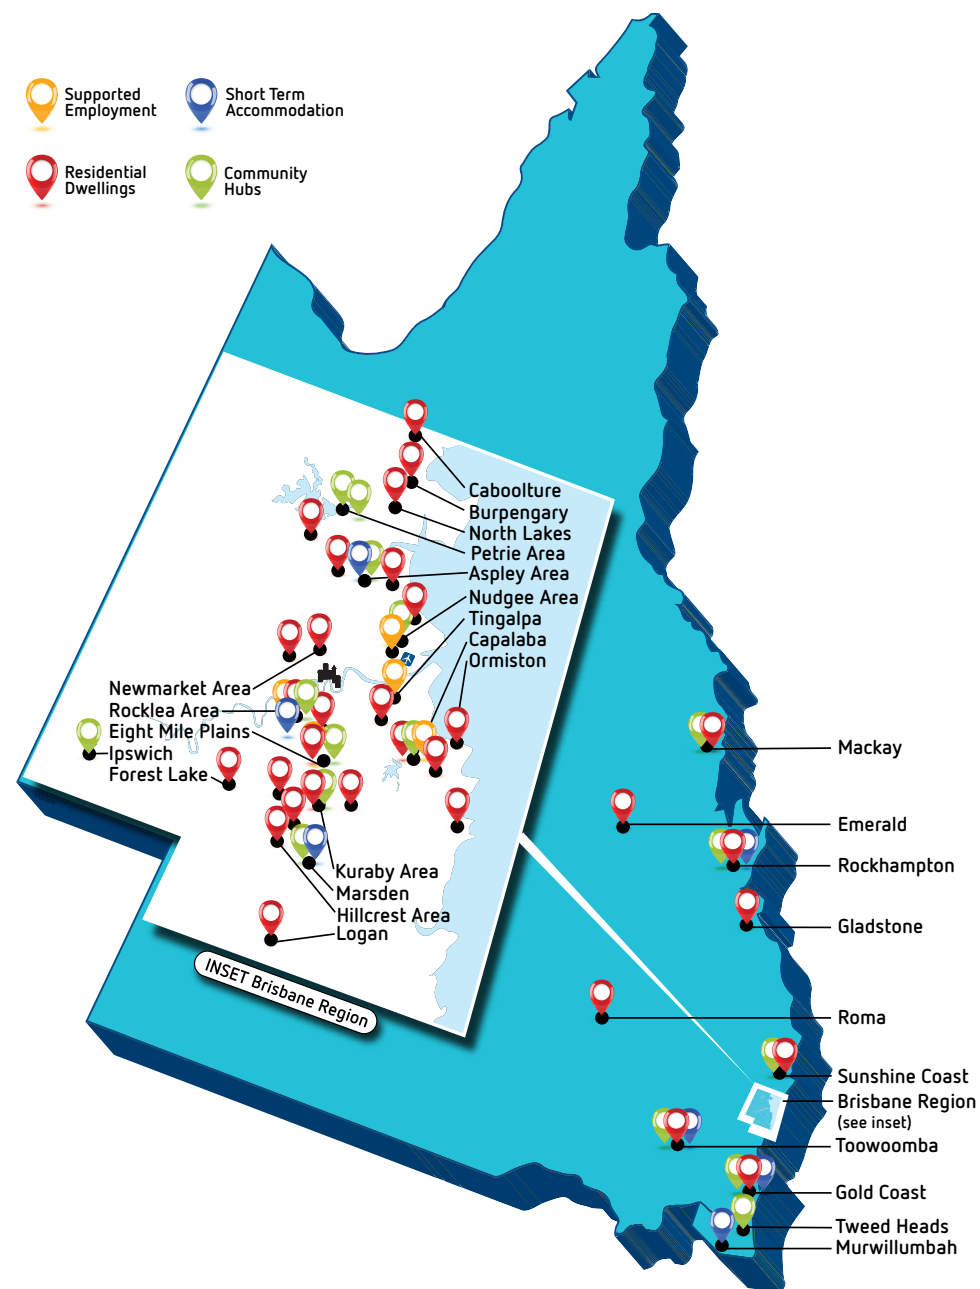 Supported
Employment
Short Term
Accommodation
Residential
Dwellings
Community
Hubs
Caboolture
Burpengary
North Lakes
Petrie Area
Aspley Area
Nudgee Area
Tingalpa
Capalaba
Ormiston
Newmarket Area
Rocklea Area
Eight Mile Plains
Ipswich
Forest Lake
Kuraby Area
Marsden
Hillcrest Area
Logan
INSET Brisbane Region
Mackay
Emerald
Rockhampton
Gladstone
Roma
Sunshine Coast
Brisbane Region
(see inset)
Toowoomba
Gold Coast
Tweed Heads
Murwillumbah